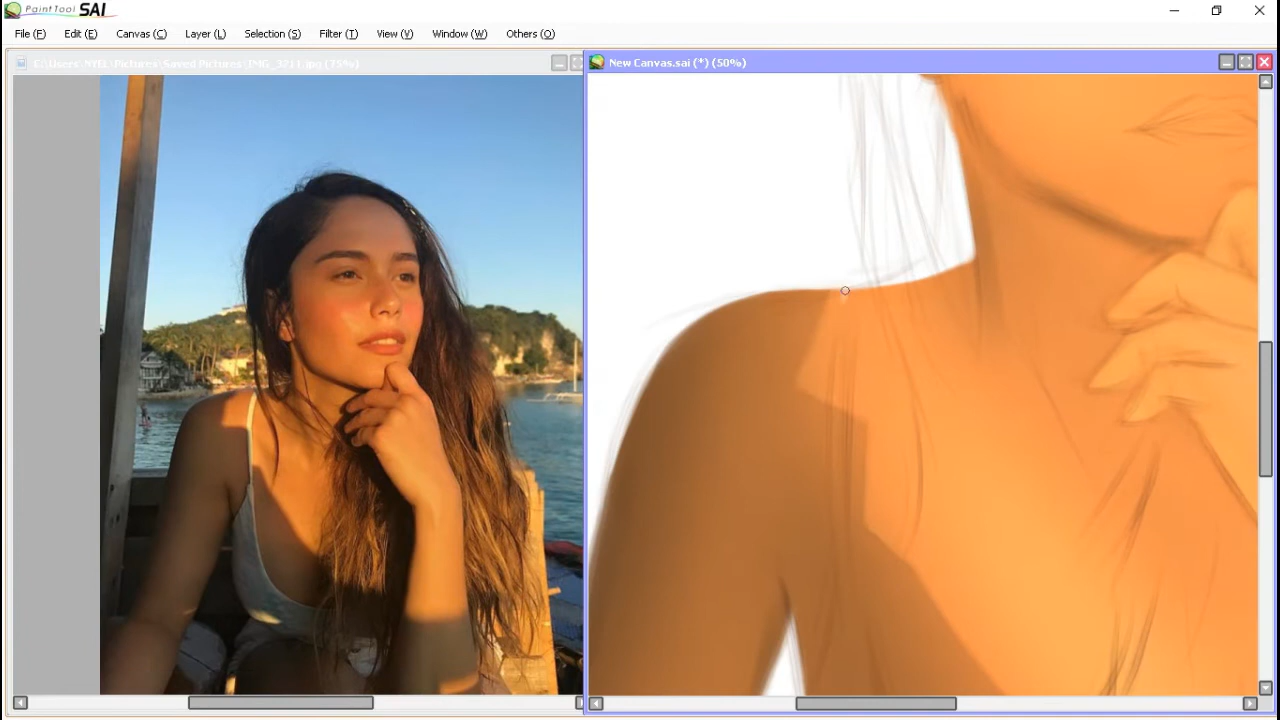 PaintTool SAI
File (F) Edit (E) Canvas (C) Layer (L) Selection (S) Filter (T) View (V) Window (W) Others (O)
New Canvas.sai (*) (50%)